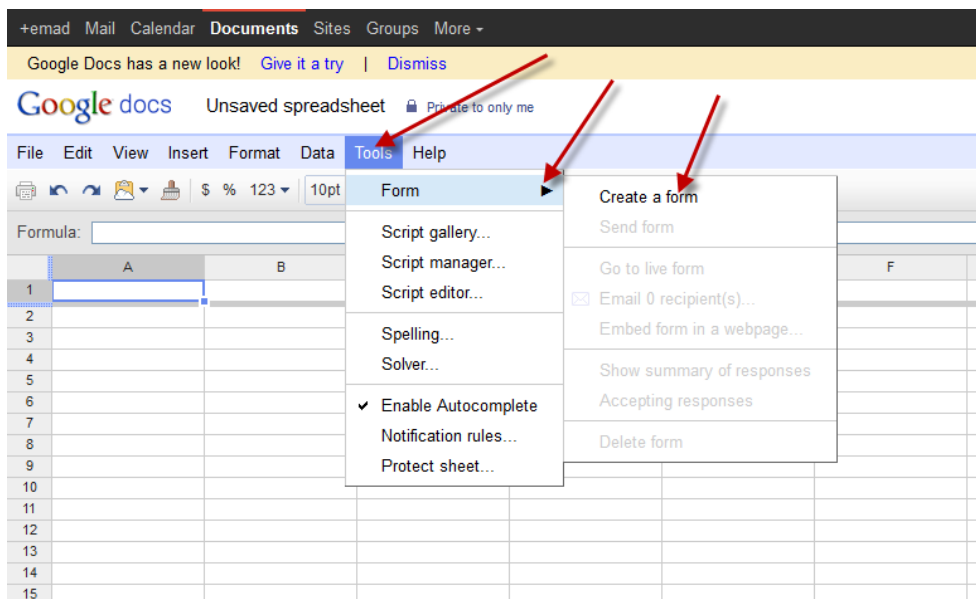 +emad Mail Calendar Documents Sites Groups More
Google Docs has a new look! Give it a try | Dismiss
Google docs Unsaved spreadsheet Private to only me
File Edit View Insert Format Data Tools Help
$ % 123 10pt
Form
Create a form
Send form
Formula:
Script gallery...
Script manager...
Script editor...
Go to live form
Email 0 recipient(s)...
Embed form in a webpage...
Spelling...
Solver...
Show summary of responses
Accepting responses
Enable Autocomplete
Notification rules...
Protect sheet...
Delete form
A B F
1
2
3
4
5
6
7
8
9
10
11
12
13
14
15